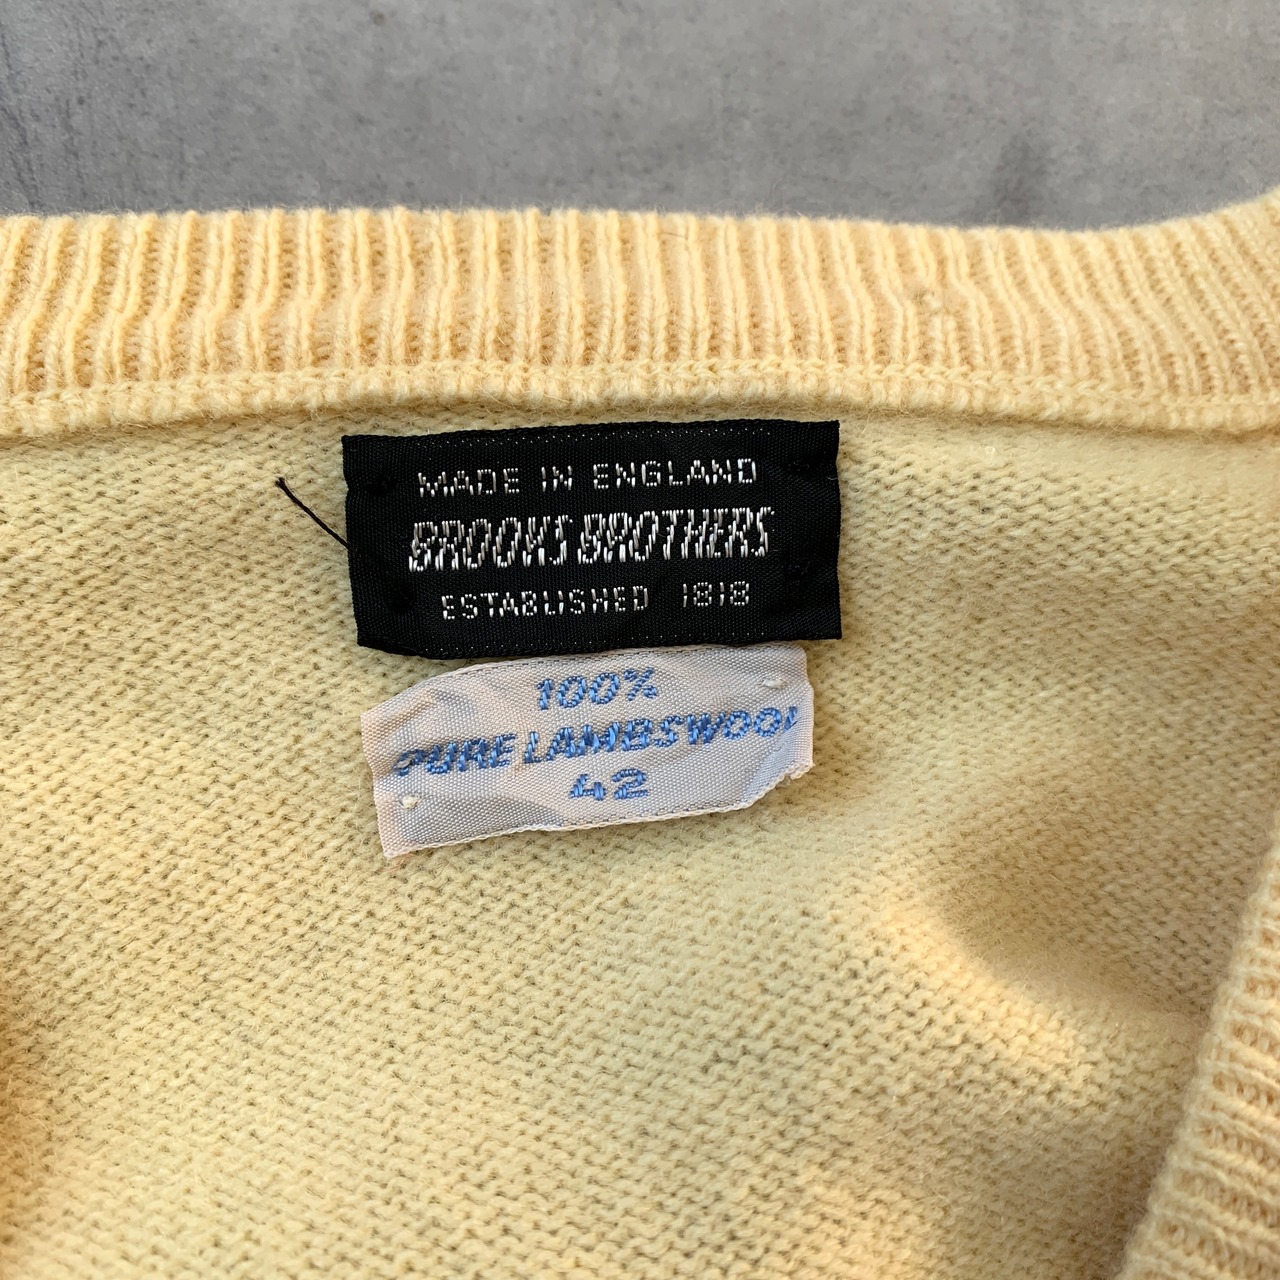 MADE IN ENGLAND
BROOKS BROTHERS
ESTABLISHED 1818
100%
PURE LAMBSWOOL
42